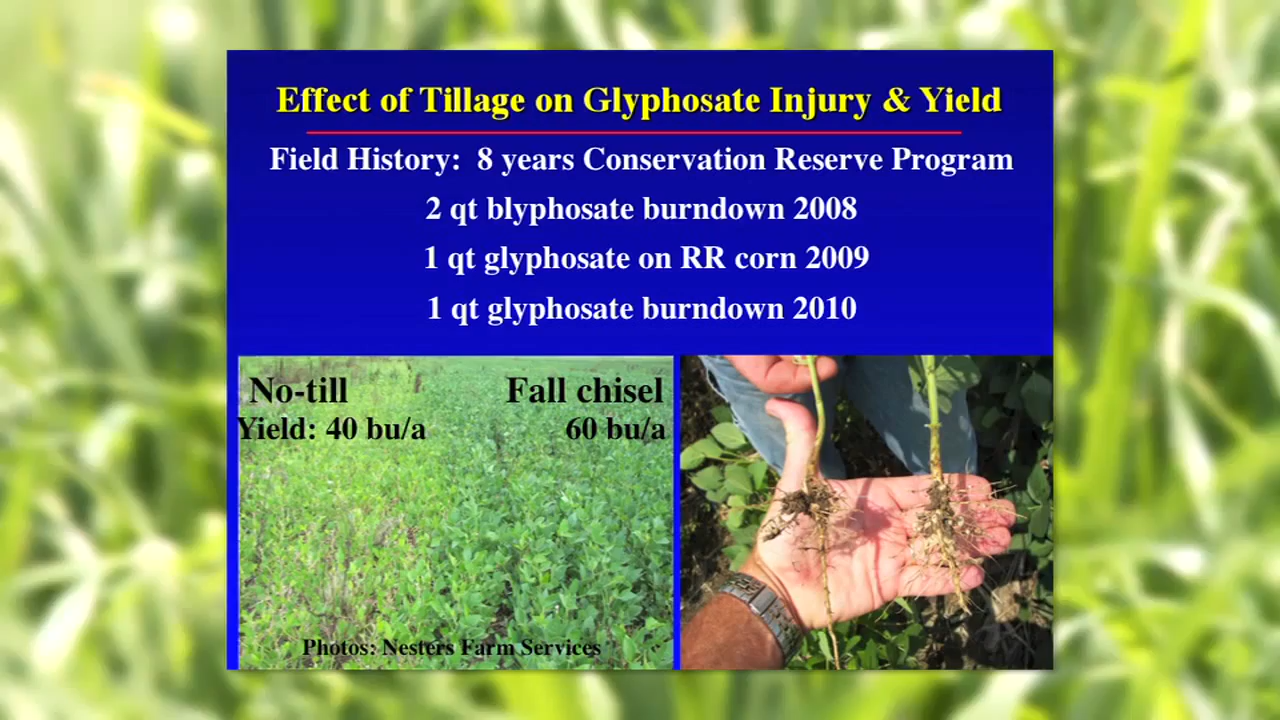 Effect of Tillage on Glyphosate Injury & Yield
Field History: 8 years Conservation Reserve Program
2 qt blyphosate burndown 2008
1 qt glyphosate on RR corn 2009
1 qt glyphosate burndown 2010
No-till Fall chisel
Yield: 40 bu/a 60 bu/a
Photos: Nesters Farm Services